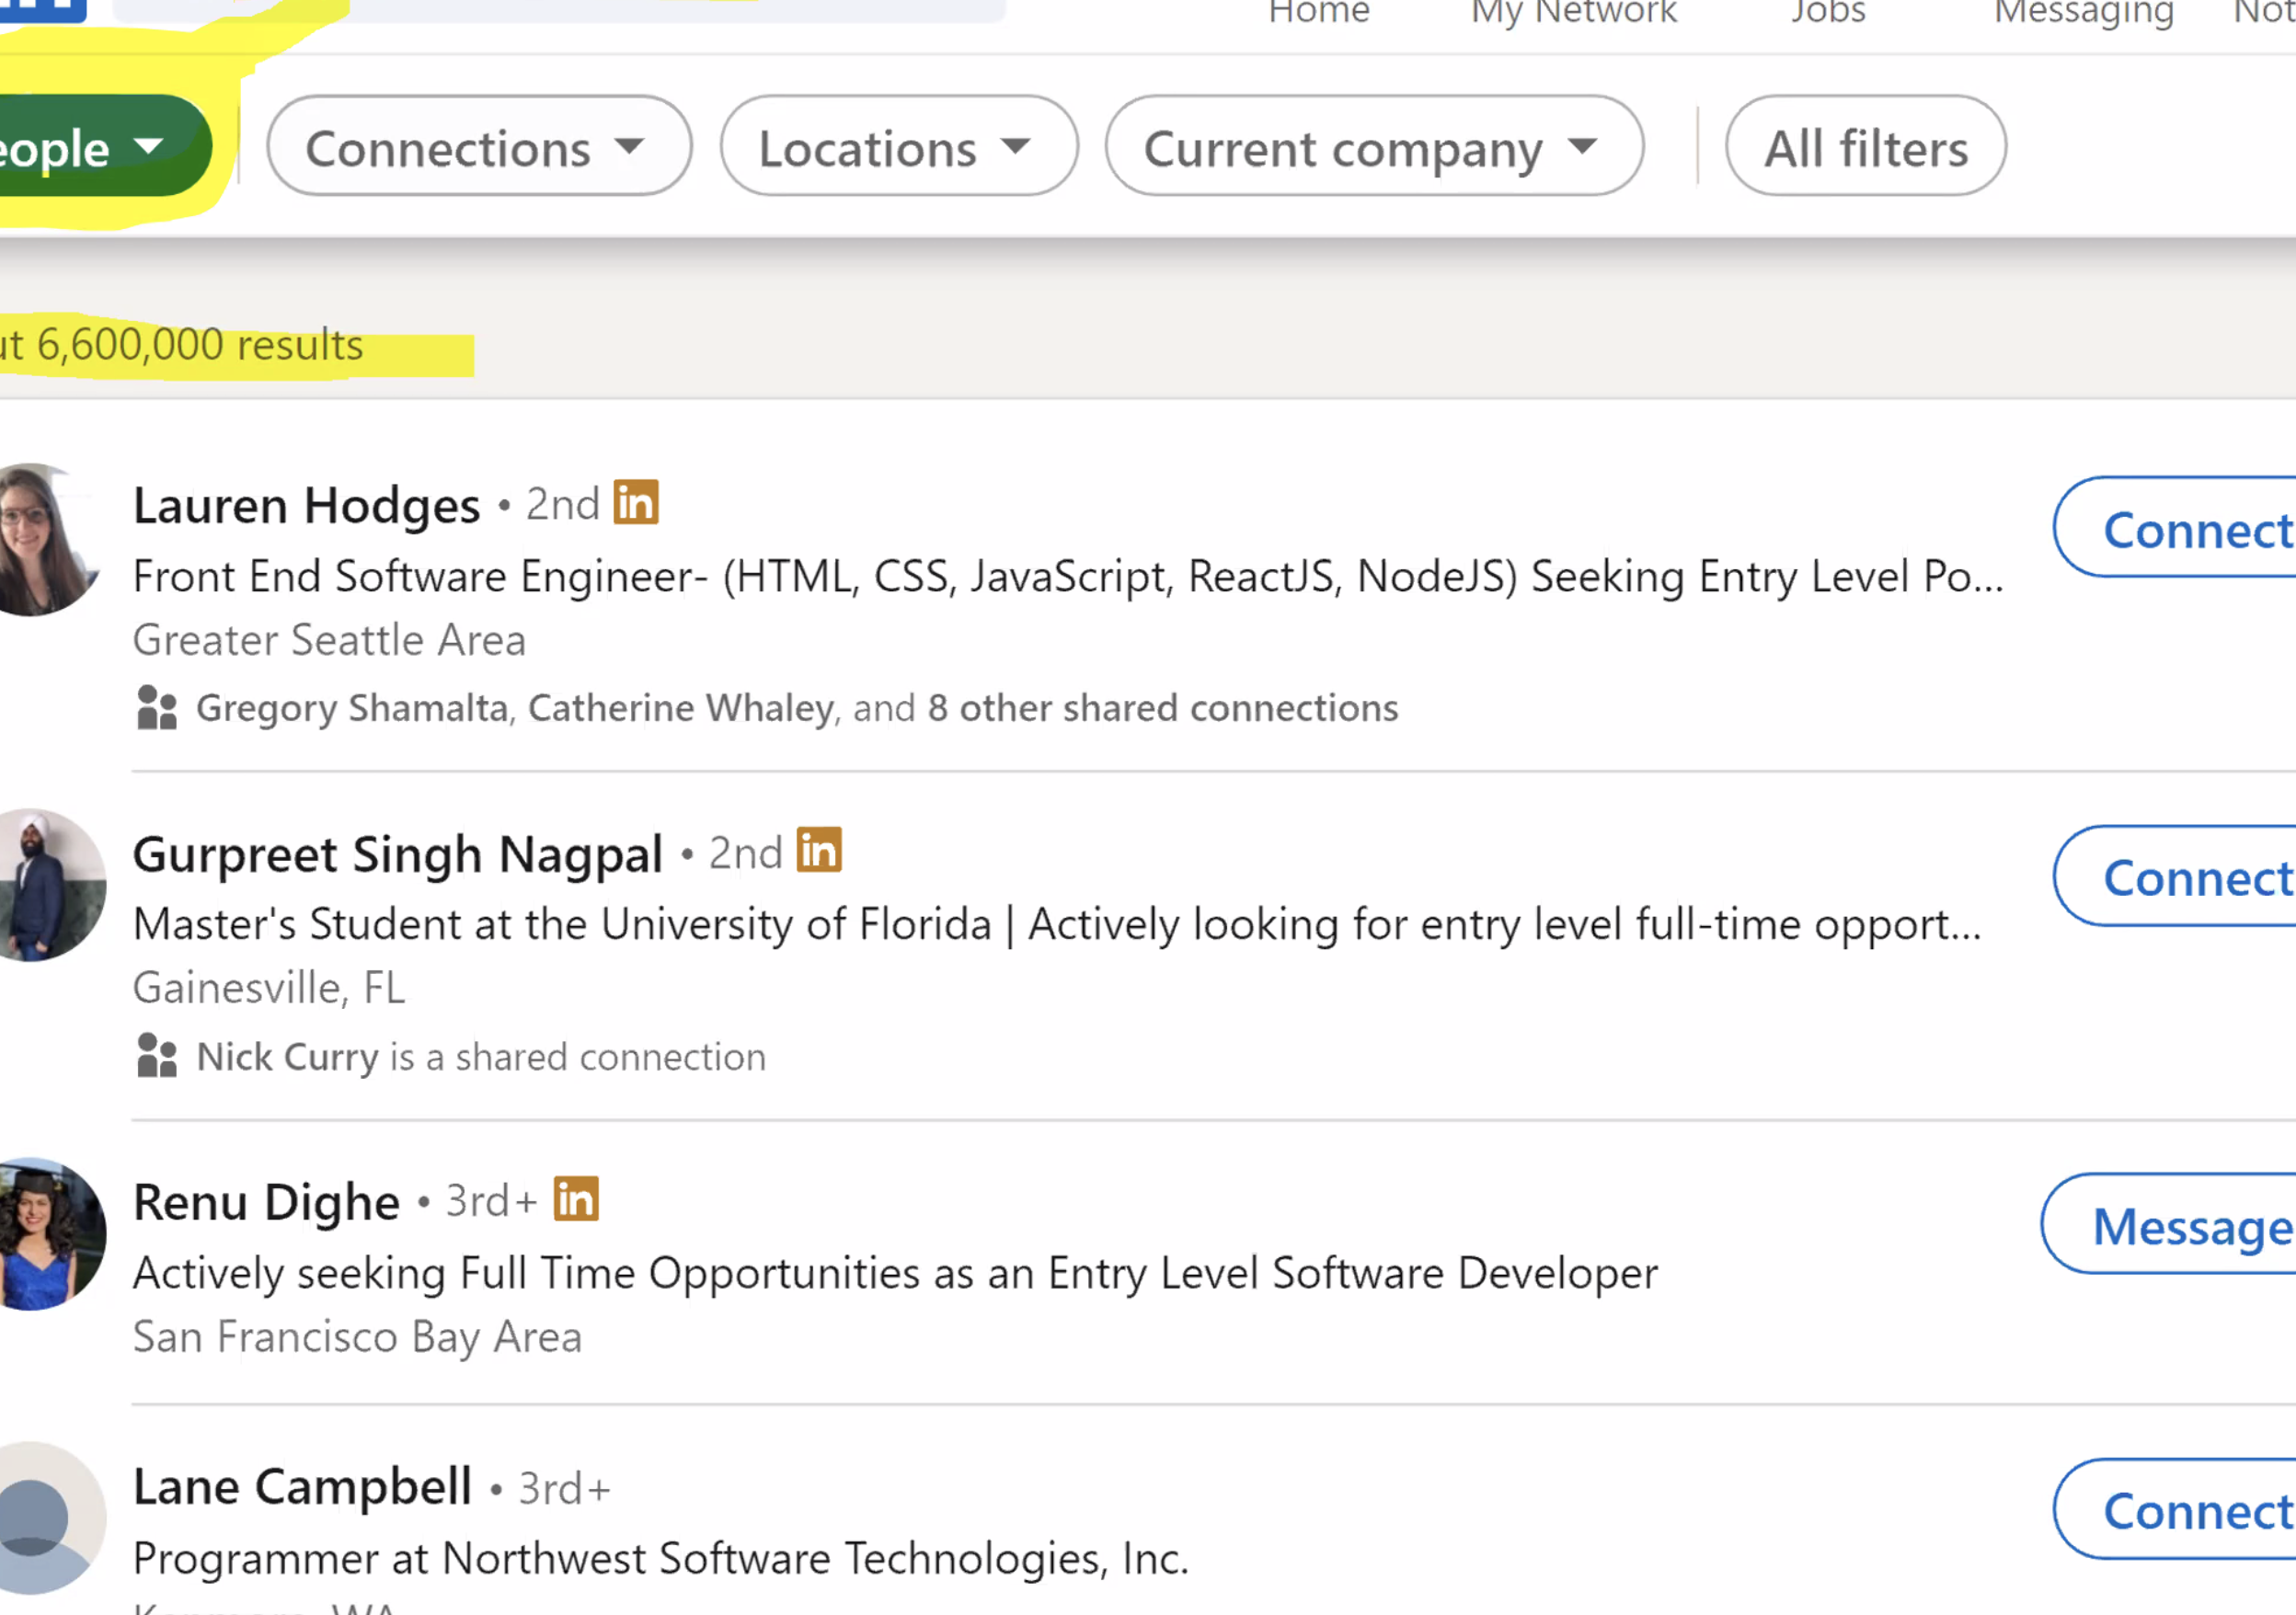 Home My Network Jobs Messaging
Connections Locations Current company All filters
6,600,000 results
Lauren Hodges • 2nd in
Front End Software Engineer- (HTML, CSS, JavaScript, ReactJS, NodeJS) Seeking Entry Level Po...
Connect
Greater Seattle Area
Gregory Shamalta, Catherine Whaley, and 8 other shared connections
Gurpreet Singh Nagpal • 2nd in
Connect
Master's Student at the University of Florida | Actively looking for entry level full-time opport...
Gainesville, FL
Nick Curry is a shared connection
Renu Dighe • 3rd+ in
Message
Actively seeking Full Time Opportunities as an Entry Level Software Developer
San Francisco Bay Area
Lane Campbell • 3rd+
Connect
Programmer at Northwest Software Technologies, Inc.